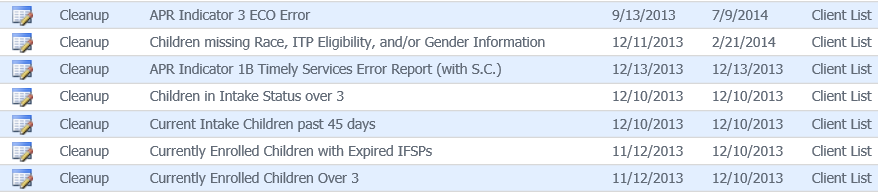 Cleanup APR Indicator 3 ECO Error 9/13/2013 7/9/2014 Client List
Cleanup Children missing Race, ITP Eligibility, and/or Gender Information 12/11/2013 2/21/2014 Client List
Cleanup APR Indicator 1B Timely Services Error Report (with S.C.) 12/13/2013 12/13/2013 Client List
Cleanup Children in Intake Status over 3 12/10/2013 12/10/2013 Client List
Cleanup Current Intake Children past 45 days 12/10/2013 12/10/2013 Client List
Cleanup Currently Enrolled Children with Expired IFSPs 11/12/2013 12/10/2013 Client List
Cleanup Currently Enrolled Children Over 3 11/12/2013 12/10/2013 Client List